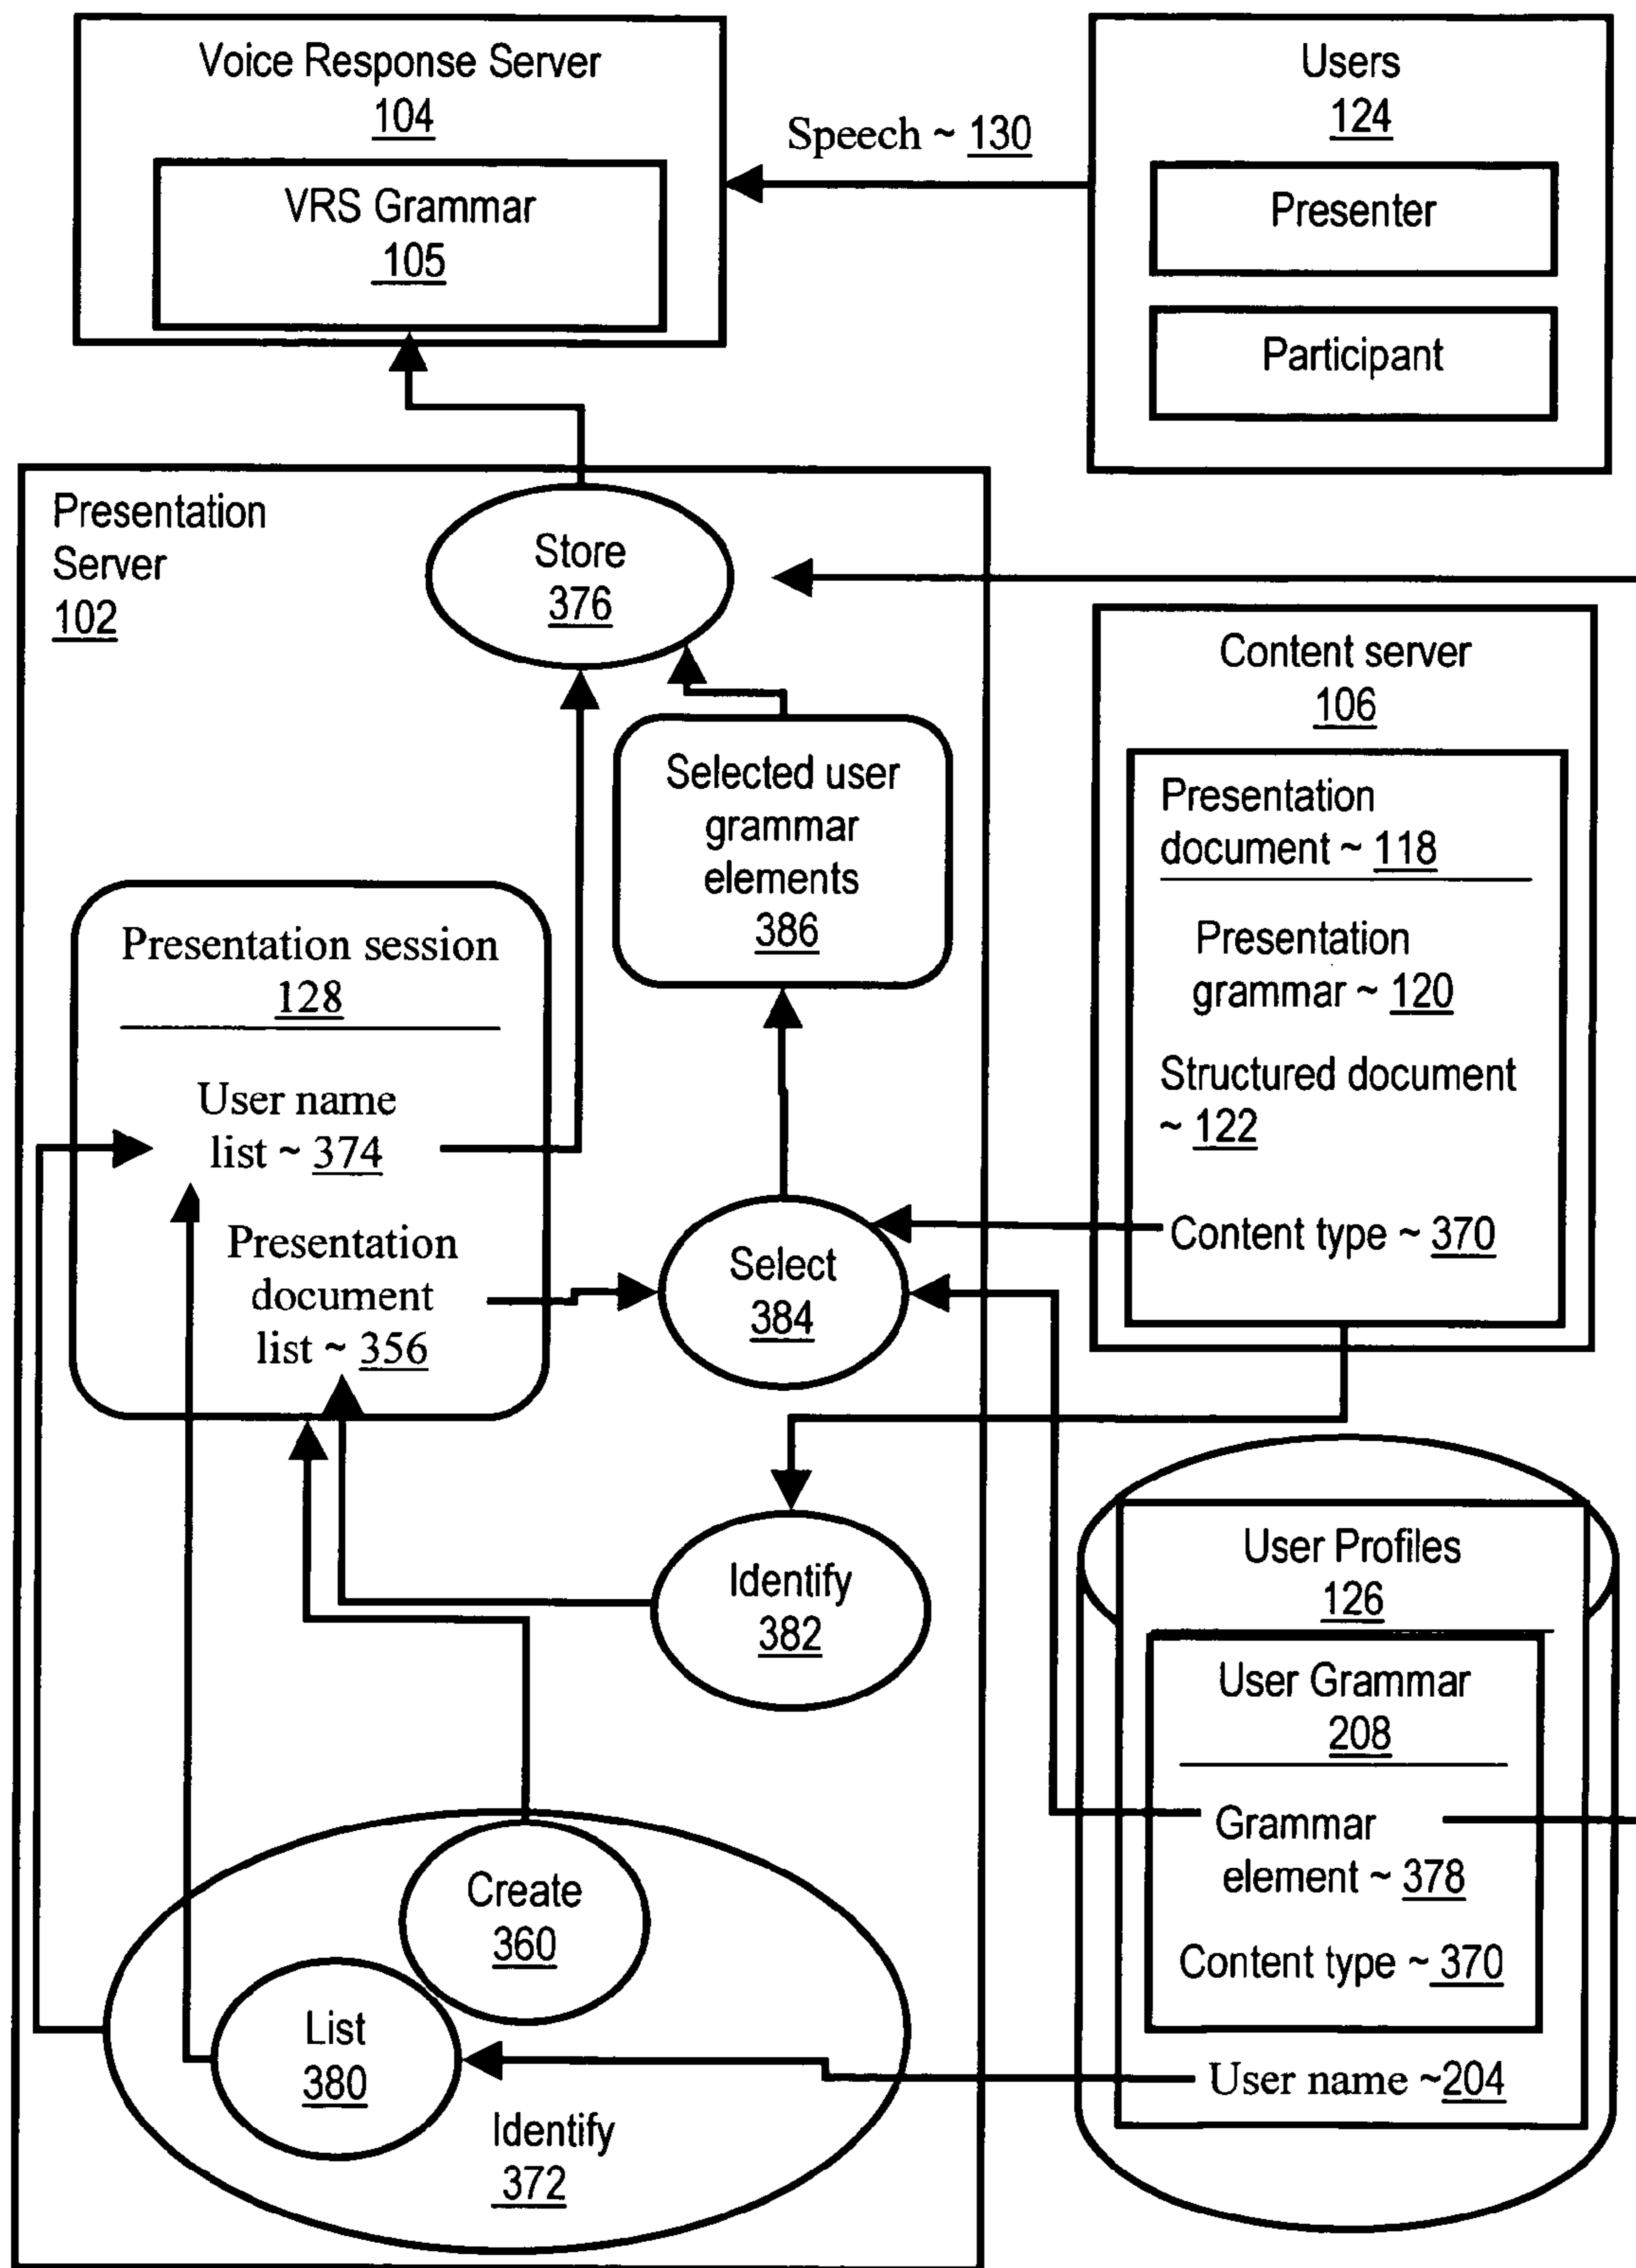 Voice Response Server
104
VRS Grammar
105
Speech ~ 130
Users
124
Presenter
Participant
Presentation
Server
102
Store
376
Selected user
grammar
elements
386
Presentation session
128
User name
list ~ 374
Presentation
document
list ~ 356
Select
384
Identify
382
Create
360
List
380
Identify
372
Content server
106
Presentation
document ~ 118
Presentation
grammar ~ 120
Structured document
~ 122
Content type ~ 370
User Profiles
126
User Grammar
208
Grammar
element ~ 378
Content type ~ 370
User name ~204